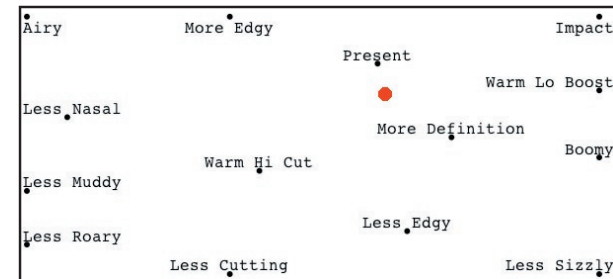 Airy
More Edgy
Impact
Present
Warm Lo Boost
Less Nasal
More Definition
Boomy
Warm Hi Cut
Less Muddy
Less Edgy
Less Roary
Less Cutting
Less Sizzly